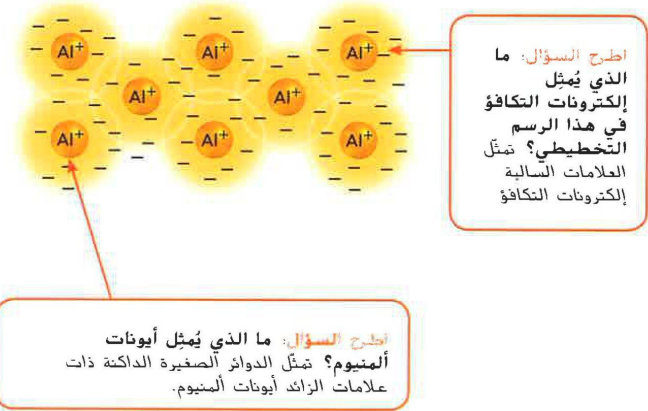 Al⁺ Al⁺ Al⁺
Al⁺ Al⁺
Al⁺ Al⁺ Al⁺
اطرح السؤال: ما
الذي يُمثِل
إلكترونات التكافؤ
في هذا الرسم
التخطيطي؟ تمثّل
العلامات السالبة
إلكترونات التكافؤ
اطرح السؤال: ما الذي يُمثِل أيونات
ألمنيوم؟ تمثّل الدوائر الصغيرة الداكنة ذات
علامات الزائد أيونات ألمنيوم.